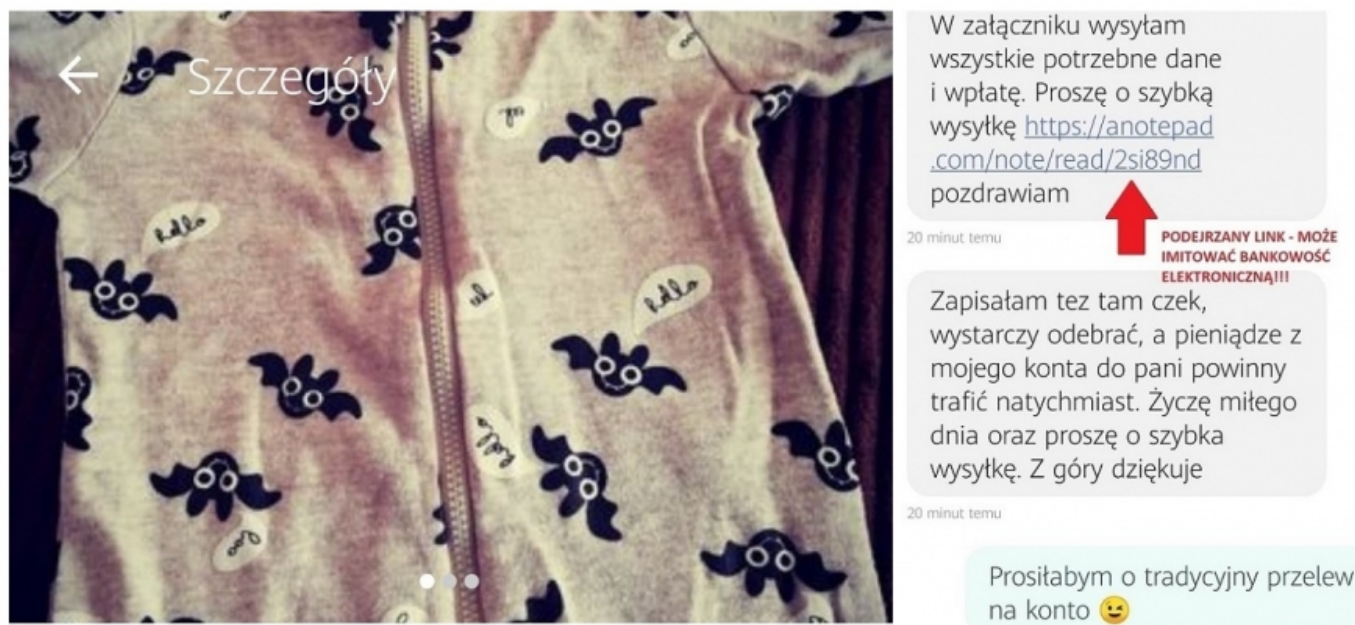 Szczegóły
hello
hello
hello
W załączniku wysyłam
wszystkie potrzebne dane
i wpłatę. Proszę o szybką
wysyłkę https://anotepad
.com/note/read/2si89nd
pozdrawiam
20 minut temu
PODEJRZANY LINK - MOŻE
IMITOWAĆ BANKOWOŚĆ
ELEKTRONICZNĄ!!!
Zapisałam tez tam czek,
wystarczy odebrać, a pieniądze z
mojego konta do pani powinny
trafić natychmiast. Życzę miłego
dnia oraz proszę o szybka
wysyłkę. Z góry dziękuje
20 minut temu
Prosiłabym o tradycyjny przelew
na konto 😉